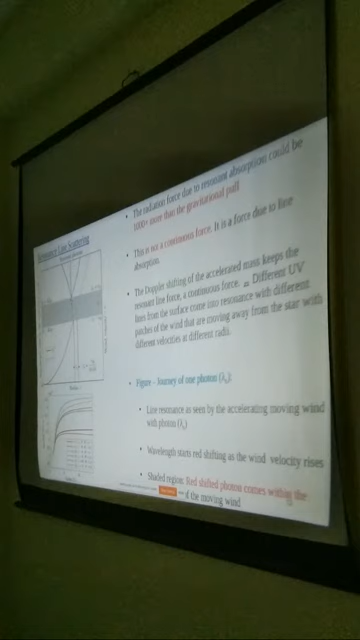 Resonance Line Scattering
• The radiation force due to resonant absorption could be
1000× more than the gravitational pull
• This is not a continuous force. It is a force due to line
absorption.
• The Doppler shifting of the accelerated mass keeps the
resonant line force, a continuous force. = Different UV
lines from the surface come into resonance with different
patches of the wind that are moving away from the star with
different velocities at different radii.
• Figure – Journey of one photon (λ):
• Line resonance as seen by the accelerating moving wind
with photon (λ)
• Wavelength starts red shifting as the wind velocity rises
• Shaded region: Red shifted photon comes within the
of the moving wind